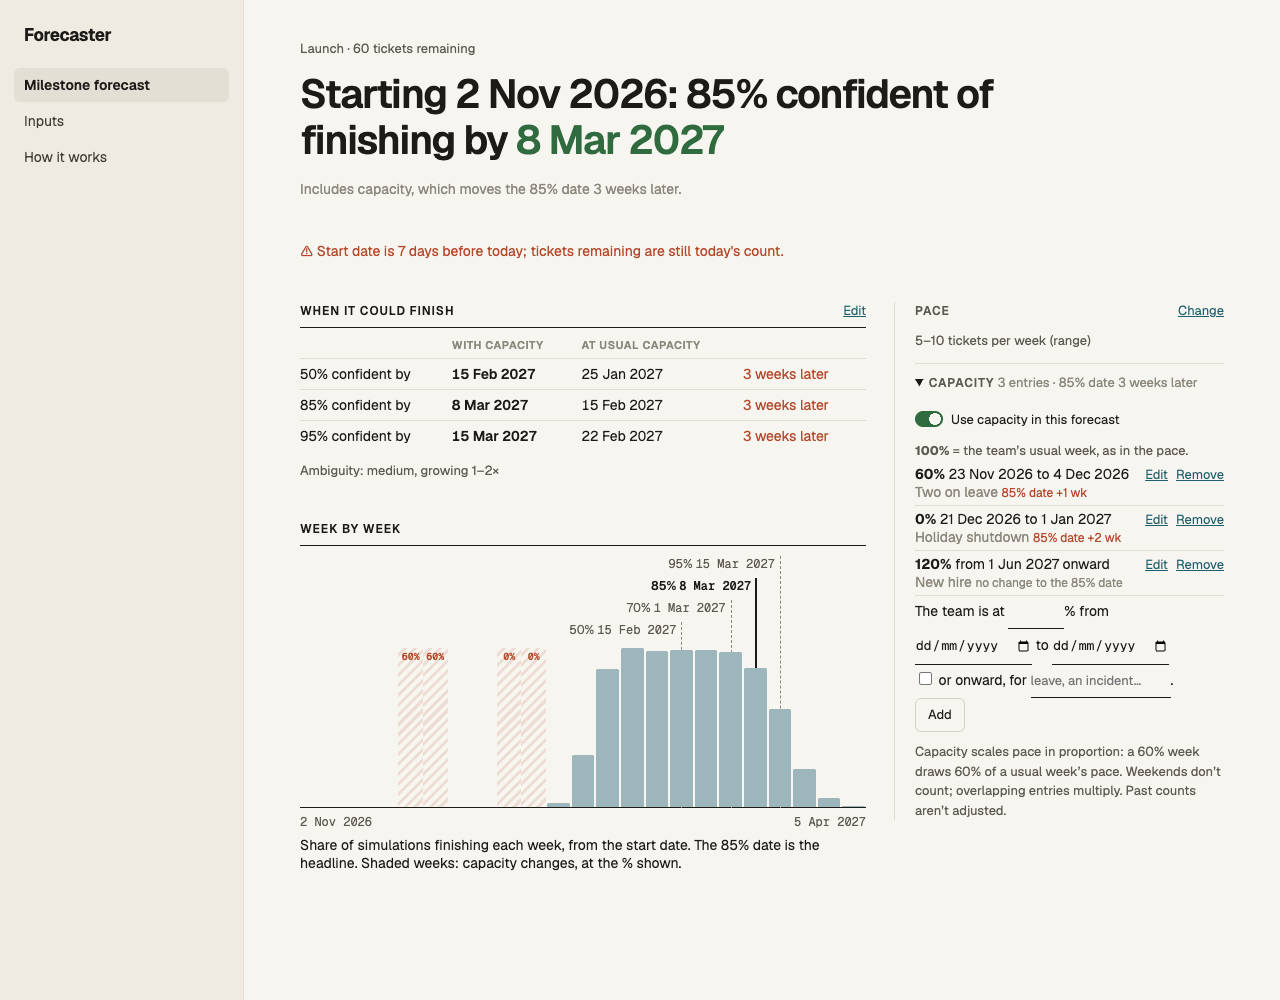 Forecaster
Milestone forecast
Inputs
How it works
Launch · 60 tickets remaining
Starting 2 Nov 2026: 85% confident of
finishing by 8 Mar 2027
Includes capacity, which moves the 85% date 3 weeks later.
⚠ Start date is 7 days before today; tickets remaining are still today's count.
WHEN IT COULD FINISH Edit
WITH CAPACITY AT USUAL CAPACITY
50% confident by 15 Feb 2027 25 Jan 2027 3 weeks later
85% confident by 8 Mar 2027 15 Feb 2027 3 weeks later
95% confident by 15 Mar 2027 22 Feb 2027 3 weeks later
Ambiguity: medium, growing 1–2×
WEEK BY WEEK
95% 15 Mar 2027
85% 8 Mar 2027
70% 1 Mar 2027
50% 15 Feb 2027
60% 60% 0% 0%
2 Nov 2026 5 Apr 2027
Share of simulations finishing each week, from the start date. The 85% date is the
headline. Shaded weeks: capacity changes, at the % shown.
PACE Change
5–10 tickets per week (range)
▼ CAPACITY 3 entries · 85% date 3 weeks later
Use capacity in this forecast
100% = the team's usual week, as in the pace.
60% 23 Nov 2026 to 4 Dec 2026 Edit Remove
Two on leave 85% date +1 wk
0% 21 Dec 2026 to 1 Jan 2027 Edit Remove
Holiday shutdown 85% date +2 wk
120% from 1 Jun 2027 onward Edit Remove
New hire no change to the 85% date
The team is at % from
dd/mm/yyyy to dd/mm/yyyy
or onward, for leave, an incident… .
Add
Capacity scales pace in proportion: a 60% week
draws 60% of a usual week's pace. Weekends don't
count; overlapping entries multiply. Past counts
aren't adjusted.